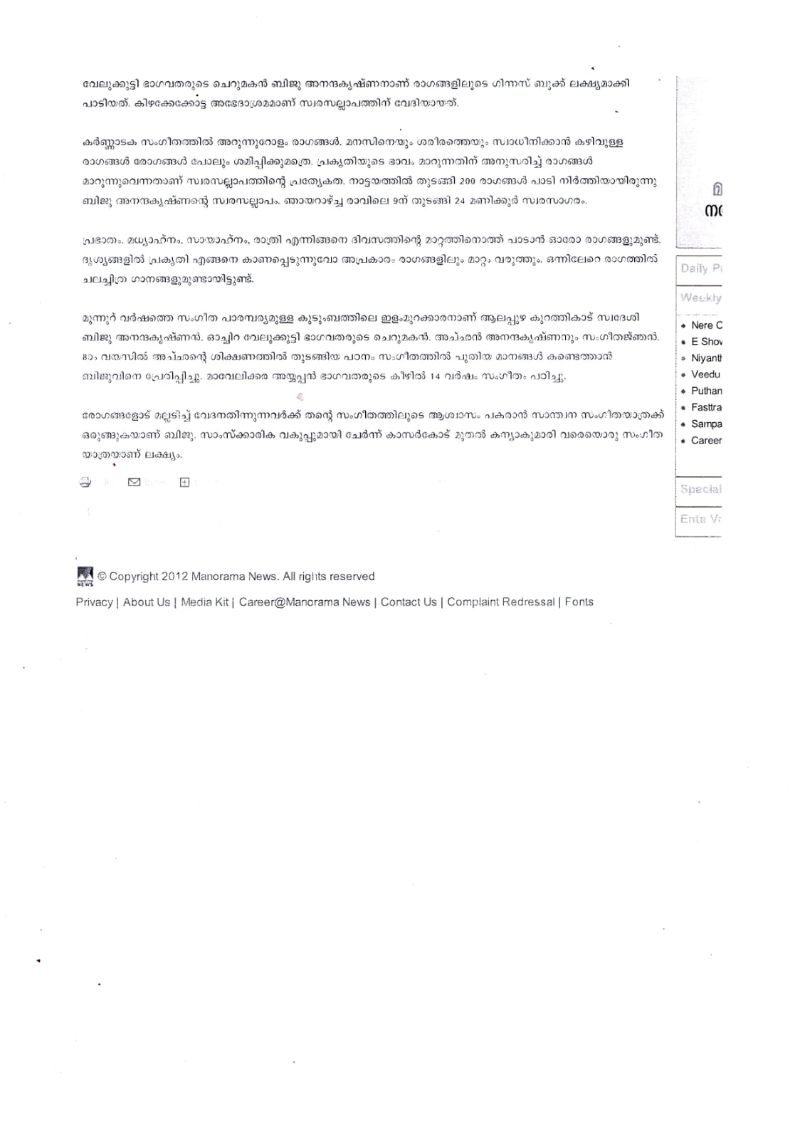 വേലുക്കുട്ടി ഭാഗവതരുടെ ചെറുമകൻ ബിജു അനന്തകൃഷ്ണനാണ് രാഗങ്ങളിലൂടെ ഗിന്നസ് ബുക്ക് ലക്ഷ്യമാക്കി
പാടിയത്. കിഴക്കേക്കോട്ട അഭേദാശ്രമമാണ് സ്വരസല്ലാപത്തിന് വേദിയായത്.
കർണ്ണാടക സംഗീതത്തിൽ അറുന്നൂറോളം രാഗങ്ങൾ. മനസിനെയും ശരീരത്തെയും സ്വാധീനിക്കാൻ കഴിവുള്ള
രാഗങ്ങൾ രോഗങ്ങൾ പോലും ശമിപ്പിക്കുമത്രെ. പ്രകൃതിയുടെ ഭാവം മാറുന്നതിന് അനുസരിച്ച് രാഗങ്ങൾ
മാറുന്നുവെന്നതാണ് സ്വരസല്ലാപത്തിന്റെ പ്രത്യേകത. നാട്ടയത്തിൽ തുടങ്ങി 200 രാഗങ്ങൾ പാടി നിർത്തിയായിരുന്നു
ബിജു അനന്തകൃഷ്ണന്റെ സ്വരസല്ലാപം. ഞായറാഴ്ച്ച രാവിലെ 9ന് തുടങ്ങി 24 മണിക്കൂർ സ്വരസാഗരം.
പ്രഭാതം. മധ്യാഹ്നം. സായാഹ്നം, രാത്രി എന്നിങ്ങനെ ദിവസത്തിന്റെ മാറ്റത്തിനൊത്ത് പാടാൻ ഓരോ രാഗങ്ങളുമുണ്ട്.
ദൃശ്യങ്ങളിൽ പ്രകൃതി എങ്ങനെ കാണപ്പെടുന്നുവോ അപ്രകാരം രാഗങ്ങളിലും മാറ്റം വരുത്തും. ഒന്നിലേറെ രാഗത്തിൽ
ചലച്ചിത്ര ഗാനങ്ങളുമുണ്ടായിട്ടുണ്ട്.
മൂന്നൂറ് വർഷത്തെ സംഗീത പാരമ്പര്യമുള്ള കുടുംബത്തിലെ ഇളംമുറക്കാരനാണ് ആലപ്പുഴ കുറത്തികാട് സ്വദേശി
ബിജു അനന്തകൃഷ്ണൻ. ഓച്ചിറ വേലുക്കുട്ടി ഭാഗവതരുടെ ചെറുമകൻ. അച്ഛൻ അനന്തകൃഷ്ണനും സംഗീതജ്ഞൻ.
8ാം വയസിൽ അച്ഛന്റെ ശിക്ഷണത്തിൽ തുടങ്ങിയ പഠനം സംഗീതത്തിൽ പുതിയ മാനങ്ങൾ കണ്ടെത്താൻ
ബിജുവിനെ പ്രേരിപ്പിച്ചു. മാവേലിക്കര അയ്യപ്പൻ ഭാഗവതരുടെ കീഴിൽ 14 വർഷം സംഗീതം പഠിച്ചു.
രോഗങ്ങളോട് മല്ലടിച്ച് വേദനതിന്നുന്നവർക്ക് തന്റെ സംഗീതത്തിലൂടെ ആശ്വാസം പകരാൻ സാന്ത്വന സംഗീതയാത്രക്ക്
ഒരുങ്ങുകയാണ് ബിജു. സാംസ്ക്കാരിക വകുപ്പുമായി ചേർന്ന് കാസർകോട് മുതൽ കന്യാകുമാരി വരെയൊരു സംഗീത
യാത്രയാണ് ലക്ഷ്യം.
Daily P
Weekly
Nere C
E Show
Niyanth
Veedu
Puthan
Fasttra
Sampa
Career
Special
Ente V
NEWS
© Copyright 2012 Manorama News. All rights reserved
Privacy | About Us | Media Kit | Career@Manorama News | Contact Us | Complaint Redressal | Fonts